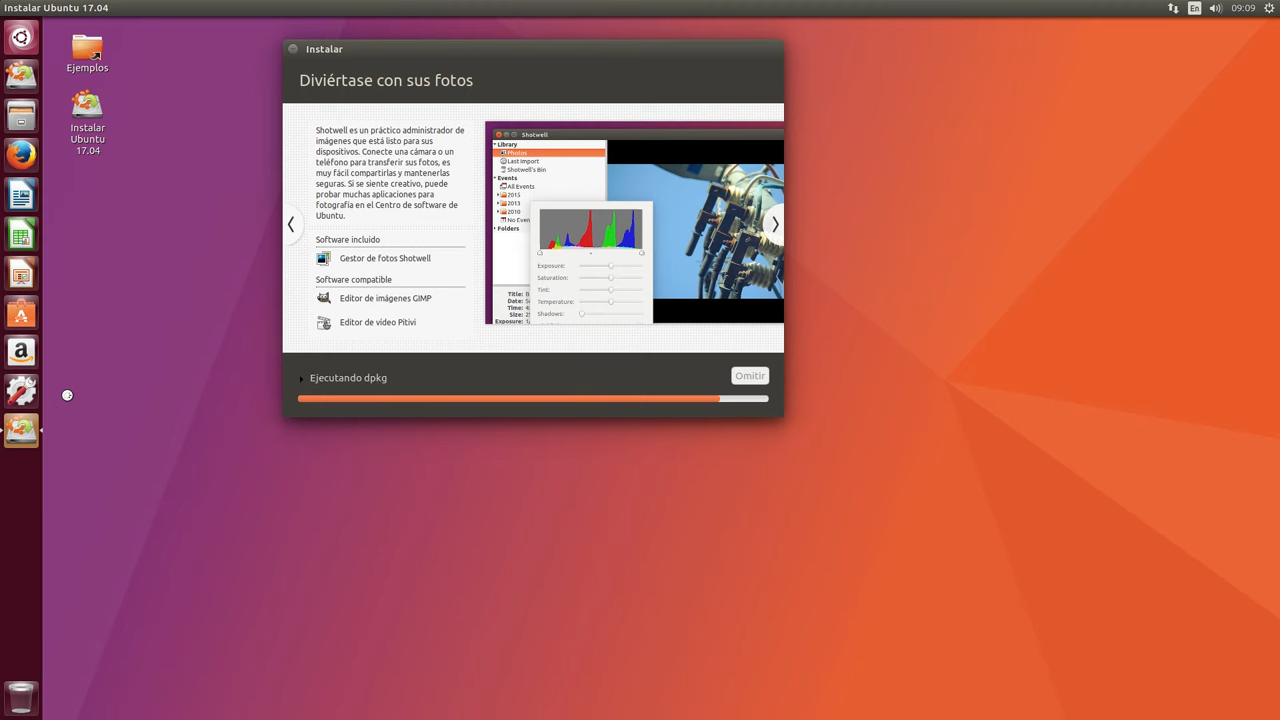 Instalar Ubuntu 17.04
En
09:09
Ejemplos
Instalar
Ubuntu
17.04
Instalar
Diviértase con sus fotos
Shotwell es un práctico administrador de
imágenes que está listo para sus
dispositivos. Conecte una cámara o un
teléfono para transferir sus fotos, es
muy fácil compartirlas y mantenerlas
seguras. Si se siente creativo, puede
probar muchas aplicaciones para
fotografía en el Centro de software de
Ubuntu.
Software incluido
Gestor de fotos Shotwell
Software compatible
Editor de imágenes GIMP
Editor de video Pitivi
Shotwell
Library
Photos
Last Import
Shotwell's Bin
Events
All Events
2015
2013
2010
No Even
Folders
Exposure:
Saturation:
Tint:
Temperature:
Shadows:
Title:
Date:
Time:
Size:
Exposure:
Ejecutando dpkg
Omitir